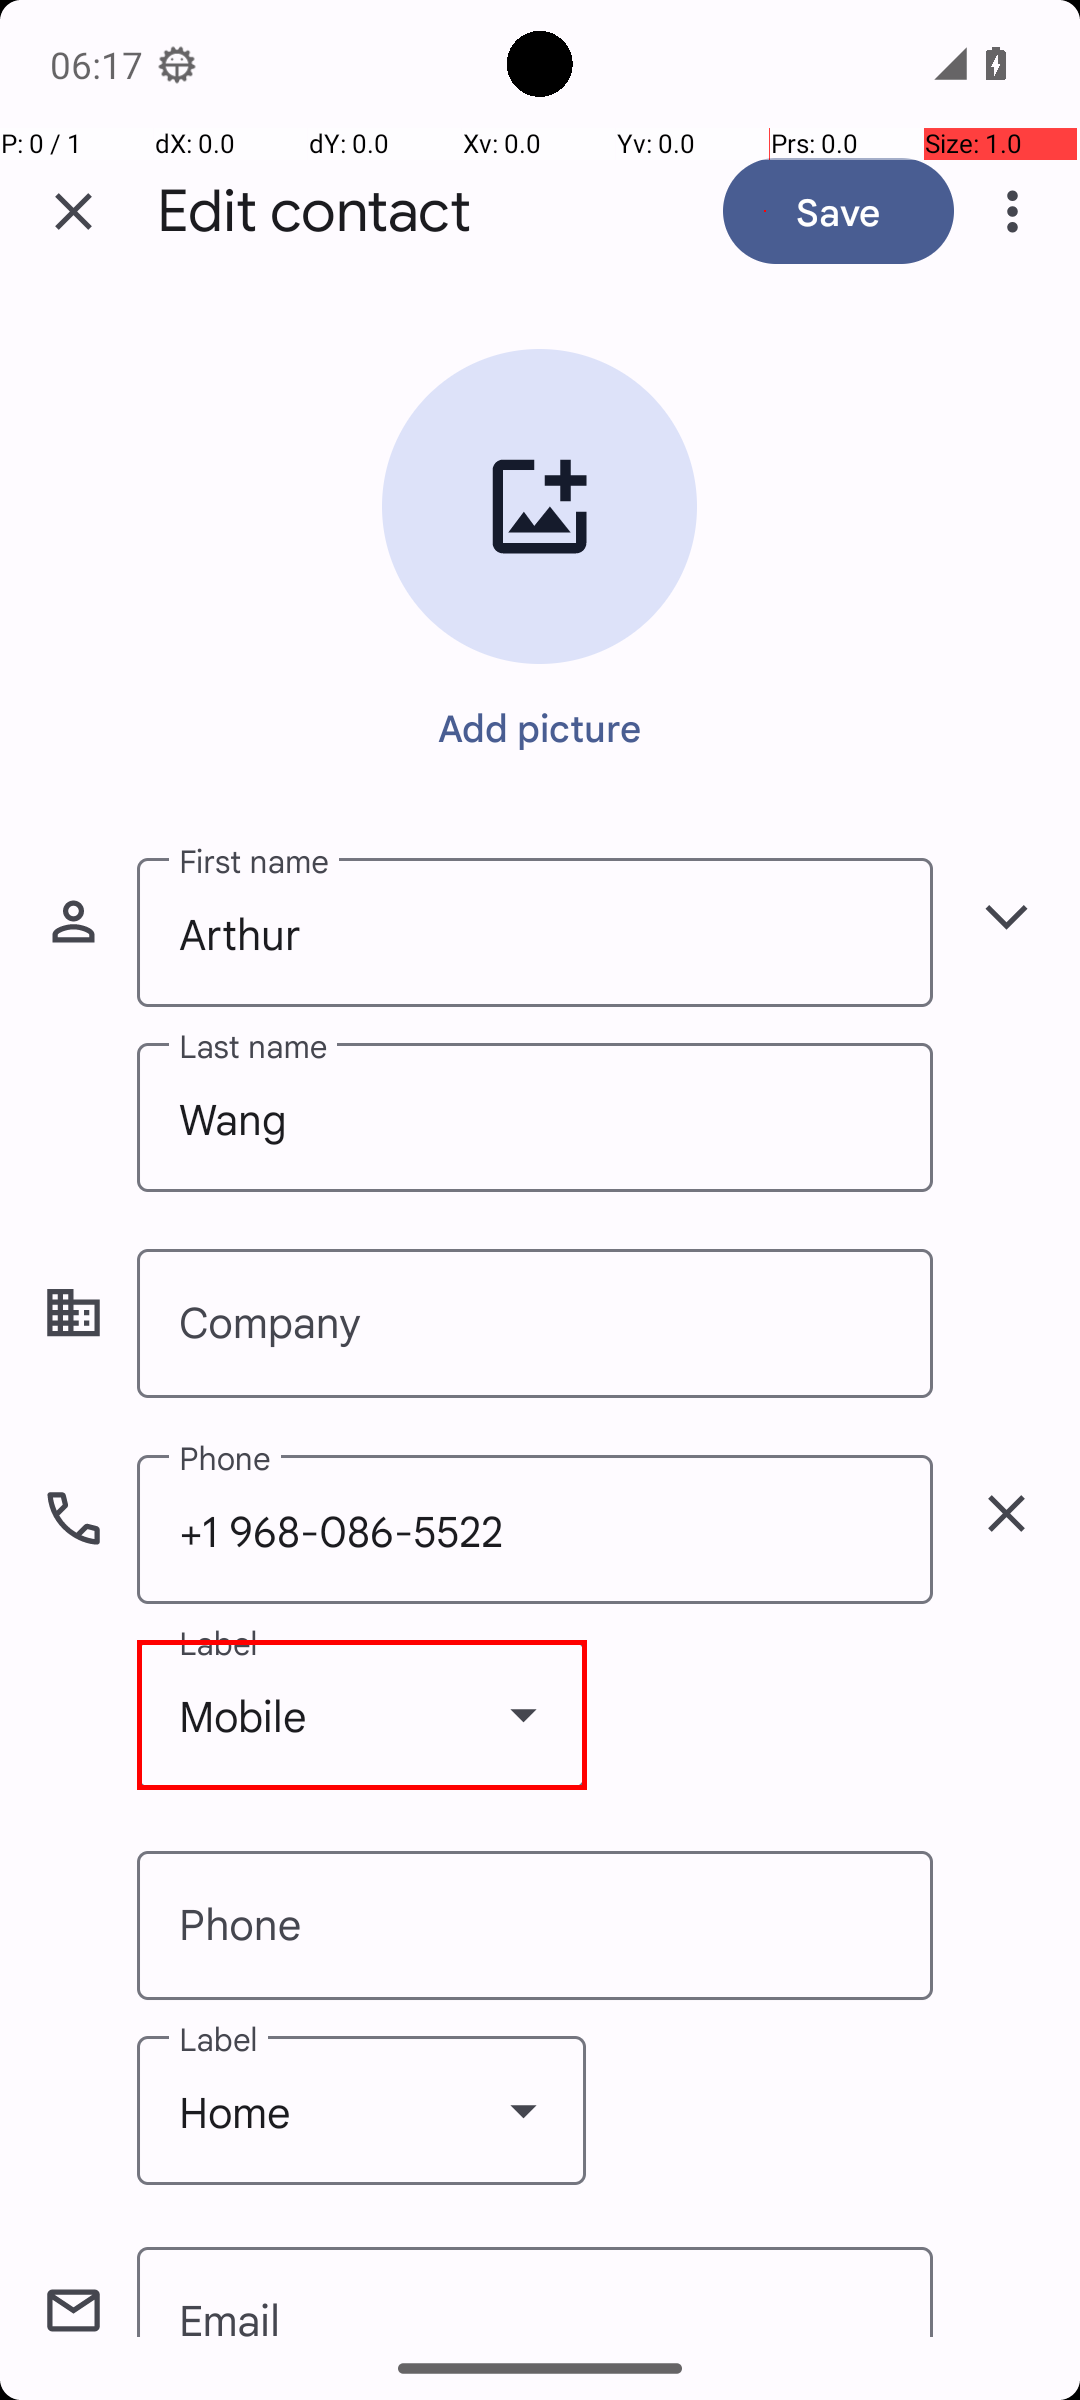 06:17
P: 0 / 1 dX: 0.0 dY: 0.0 Xv: 0.0 Yv: 0.0 Prs: 0.0 Size: 1.0
Edit contact Save
Add picture
First name
Arthur
Last name
Wang
Company
Phone
+1 968-086-5522
Label
Mobile
Phone
Label
Home
Email